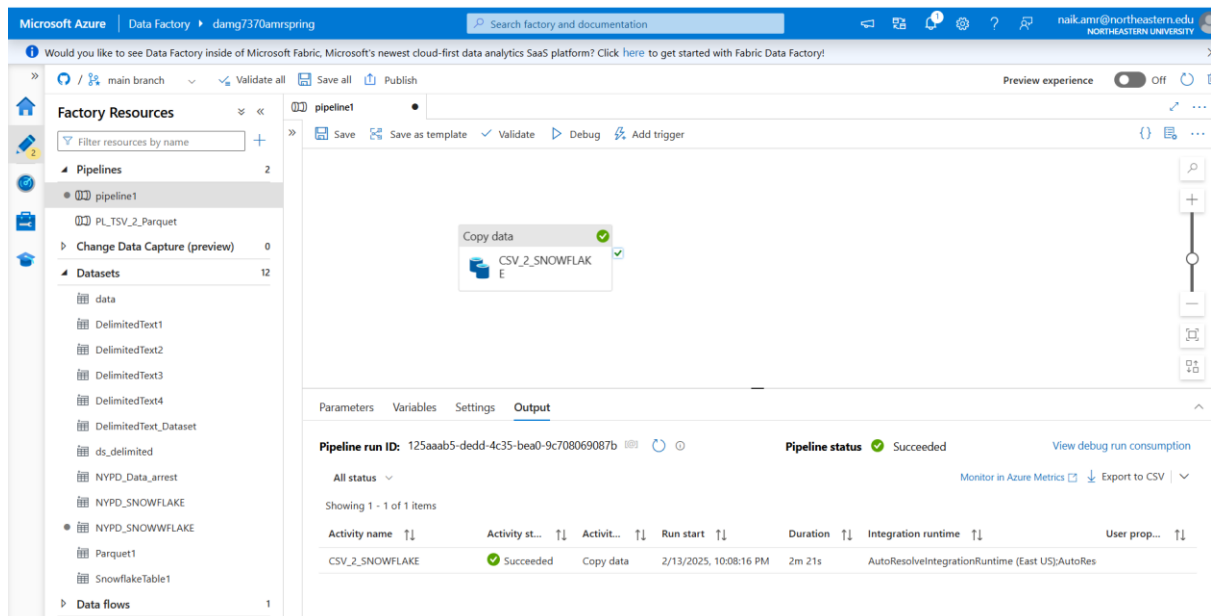 Microsoft Azure | Data Factory ▸ damg7370amrspring Search factory and documentation 1 ? naik.amr@northeastern.edu
NORTHEASTERN UNIVERSITY
Would you like to see Data Factory inside of Microsoft Fabric, Microsoft's newest cloud-first data analytics SaaS platform? Click here to get started with Fabric Data Factory!
» / main branch Validate all Save all Publish Preview experience Off
Factory Resources
pipeline1
Filter resources by name
Save Save as template Validate Debug Add trigger {}
2
Pipelines 2
pipeline1
PL_TSV_2_Parquet
Change Data Capture (preview) 0
Datasets 12
data
DelimitedText1
DelimitedText2
DelimitedText3
DelimitedText4
DelimitedText_Dataset
ds_delimited
NYPD_Data_arrest
NYPD_SNOWFLAKE
NYPD_SNOWWFLAKE
Parquet1
SnowflakeTable1
Data flows 1
Copy data
CSV_2_SNOWFLAK
E
Parameters Variables Settings Output
Pipeline run ID: 125aaab5-dedd-4c35-bea0-9c708069087b Pipeline status Succeeded View debug run consumption
All status Monitor in Azure Metrics Export to CSV
Showing 1 - 1 of 1 items
Activity name Activity st... Activit... Run start Duration Integration runtime User prop...
CSV_2_SNOWFLAKE Succeeded Copy data 2/13/2025, 10:08:16 PM 2m 21s AutoResolveIntegrationRuntime (East US);AutoRes